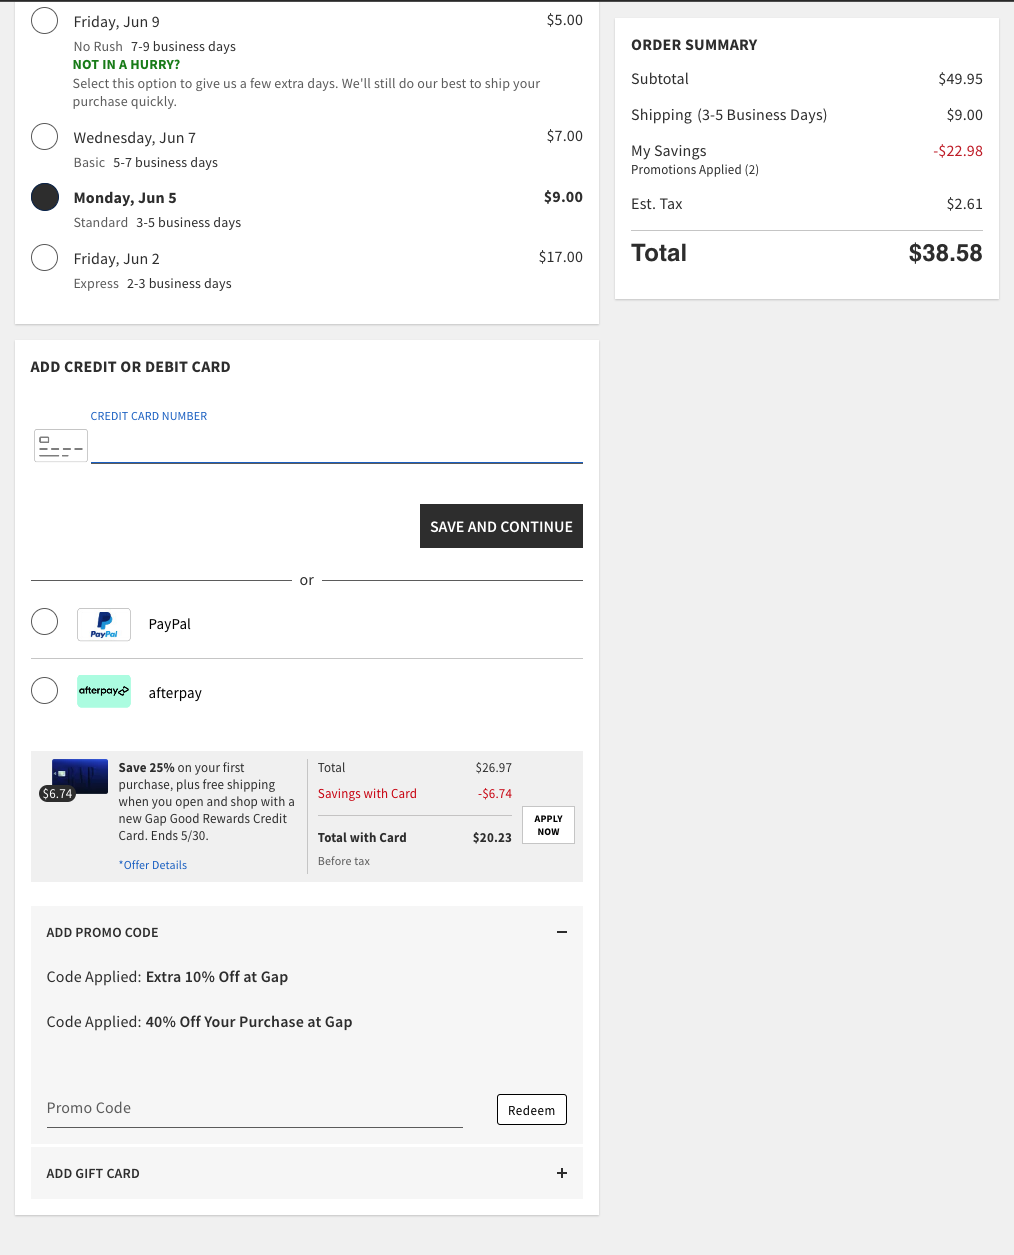 Friday, Jun 9 $5.00
No Rush 7-9 business days
NOT IN A HURRY?
Select this option to give us a few extra days. We'll still do our best to ship your
purchase quickly.
Wednesday, Jun 7 $7.00
Basic 5-7 business days
Monday, Jun 5 $9.00
Standard 3-5 business days
Friday, Jun 2 $17.00
Express 2-3 business days
ORDER SUMMARY
Subtotal $49.95
Shipping (3-5 Business Days) $9.00
My Savings -$22.98
Promotions Applied (2)
Est. Tax $2.61
Total $38.58
ADD CREDIT OR DEBIT CARD
CREDIT CARD NUMBER
SAVE AND CONTINUE
or
PayPal PayPal
afterpay afterpay
$6.74
Save 25% on your first
purchase, plus free shipping
when you open and shop with a
new Gap Good Rewards Credit
Card. Ends 5/30.
*Offer Details
Total $26.97
Savings with Card -$6.74
Total with Card $20.23
Before tax
APPLY
NOW
ADD PROMO CODE
Code Applied: Extra 10% Off at Gap
Code Applied: 40% Off Your Purchase at Gap
Promo Code Redeem
ADD GIFT CARD